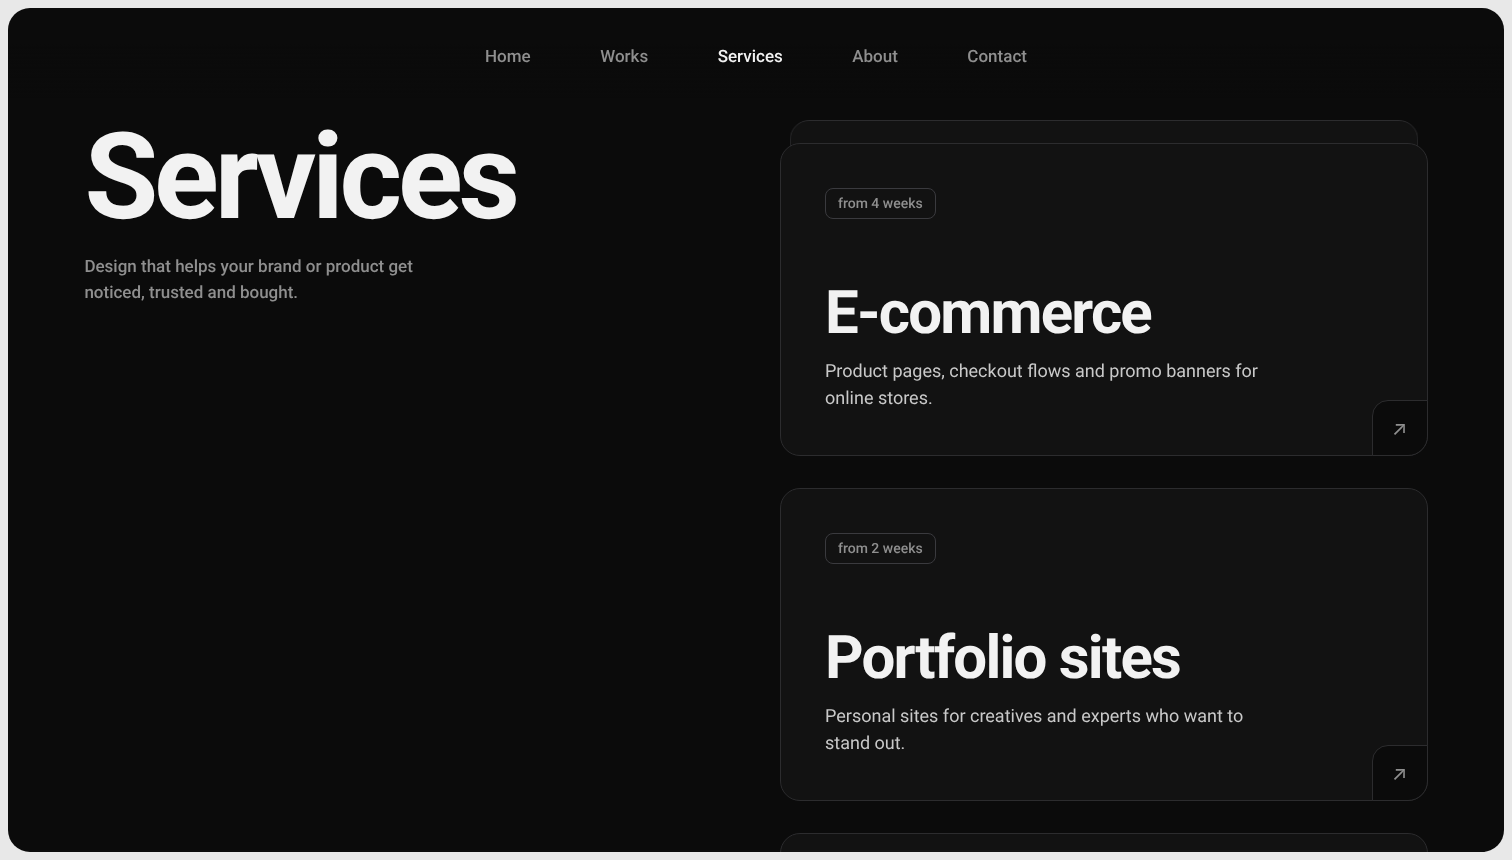 Home
Works
Services
About
Contact
Services
Design that helps your brand or product get
noticed, trusted and bought.
from 4 weeks
E-commerce
Product pages, checkout flows and promo banners for
online stores.
from 2 weeks
Portfolio sites
Personal sites for creatives and experts who want to
stand out.